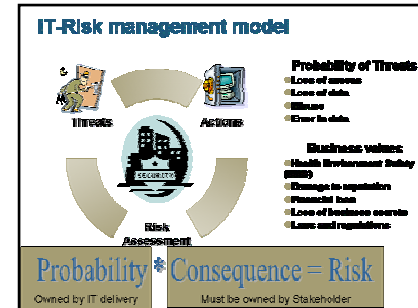 IT-Risk management model
Probability of Threats
Loss of access
Loss of data
Misuse
Error in data
Threats
Actions
Business values
Health Environment Safety
SECURITY
Damage to reputation
Financial loss
Loss of business secrets
Laws and regulations
Risk
Assessment
Probability * Consequence = Risk
Owned by IT delivery
Must be owned by Stakeholder